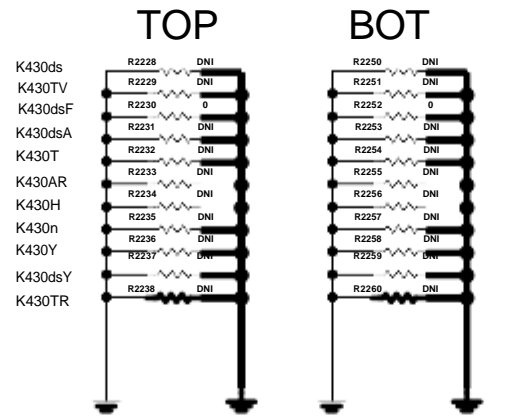 TOP BOT
K430ds R2228 DNI R2250 DNI
K430TV R2229 DNI R2251 DNI
K430dsF R2230 0 R2252 0
K430dsA R2231 DNI R2253 DNI
K430T R2232 DNI R2254 DNI
K430AR R2233 DNI R2255 DNI
K430H R2234 DNI R2256 DNI
K430n R2235 DNI R2257 DNI
K430Y R2236 DNI R2258 DNI
K430dsY R2237 DNI R2259 DNI
K430TR R2238 DNI R2260 DNI